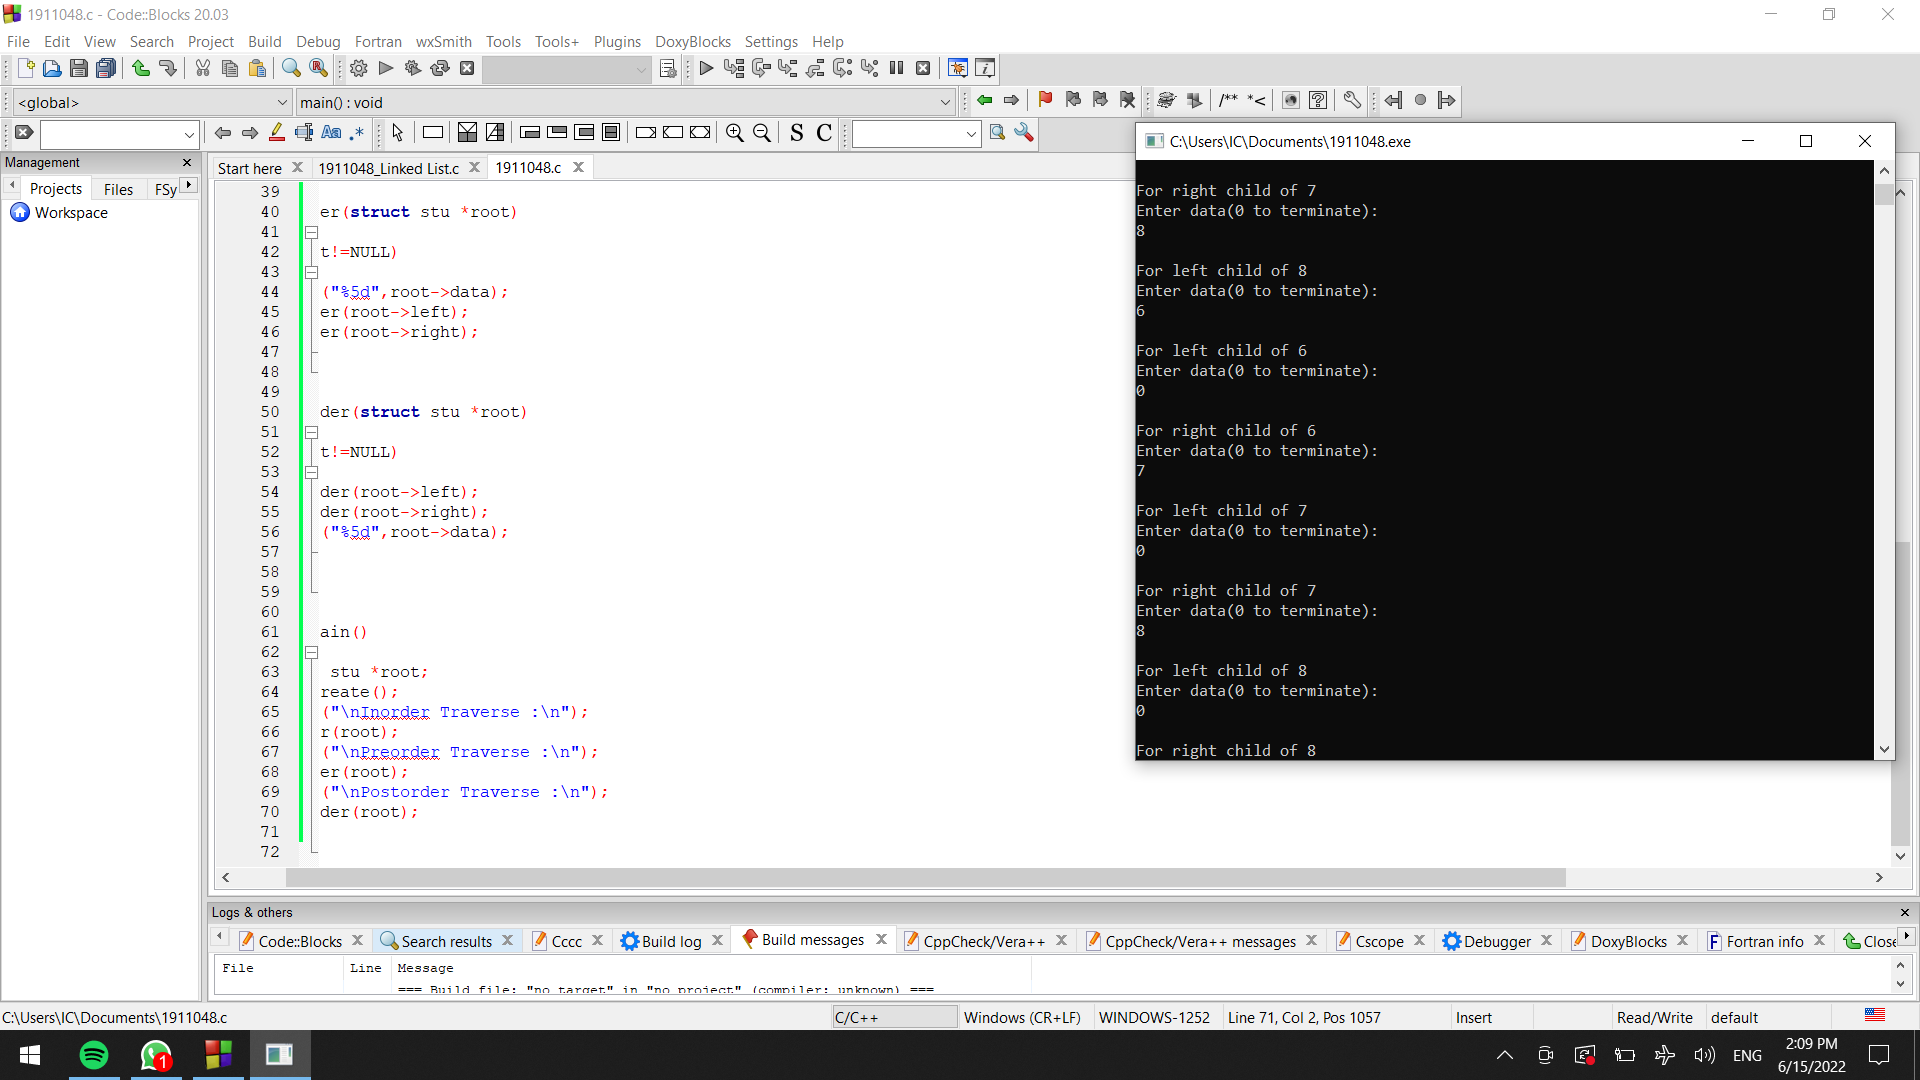 1911048.c - Code::Blocks 20.03
File Edit View Search Project Build Debug Fortran wxSmith Tools Tools+ Plugins DoxyBlocks Settings Help
<global> main() : void /** *<
Aa .* S C
Management
Projects Files FSy
Workspace
Start here 1911048_Linked List.c 1911048.c
39
40 er(struct stu *root)
41
42 t!=NULL)
43
44 ("%5d",root->data);
45 er(root->left);
46 er(root->right);
47
48
49
50 der(struct stu *root)
51
52 t!=NULL)
53
54 der(root->left);
55 der(root->right);
56 ("%5d",root->data);
57
58
59
60
61 ain()
62
63 stu *root;
64 reate();
65 ("\nInorder Traverse :\n");
66 r(root);
67 ("\nPreorder Traverse :\n");
68 er(root);
69 ("\nPostorder Traverse :\n");
70 der(root);
71
72
C:\Users\IC\Documents\1911048.exe
For right child of 7
Enter data(0 to terminate):
8
For left child of 8
Enter data(0 to terminate):
6
For left child of 6
Enter data(0 to terminate):
0
For right child of 6
Enter data(0 to terminate):
7
For left child of 7
Enter data(0 to terminate):
0
For right child of 7
Enter data(0 to terminate):
8
For left child of 8
Enter data(0 to terminate):
0
For right child of 8
Logs & others
Code::Blocks Search results Cccc Build log Build messages CppCheck/Vera++ CppCheck/Vera++ messages Cscope Debugger DoxyBlocks Fortran info Close
File Line Message
=== Build file: "no target" in "no project" (compiler: unknown) ===
C:\Users\IC\Documents\1911048.c C/C++ Windows (CR+LF) WINDOWS-1252 Line 71, Col 2, Pos 1057 Insert Read/Write default
1 ENG
2:09 PM
6/15/2022